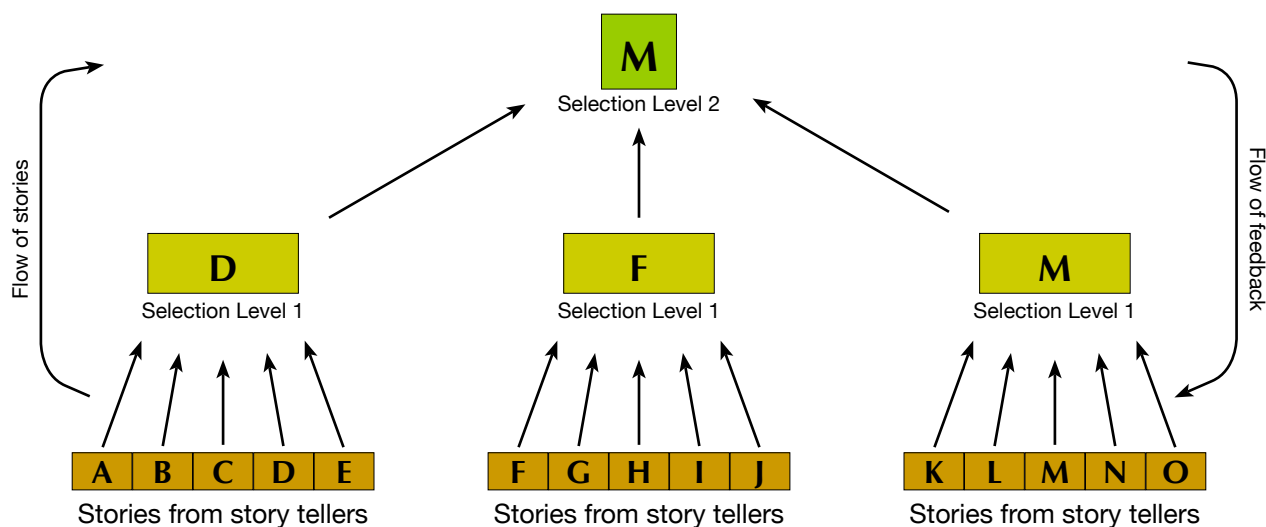 M
Selection Level 2
Flow of stories
Flow of feedback
D
F
M
Selection Level 1
Selection Level 1
Selection Level 1
A B C D E
F G H I J
K L M N O
Stories from story tellers
Stories from story tellers
Stories from story tellers